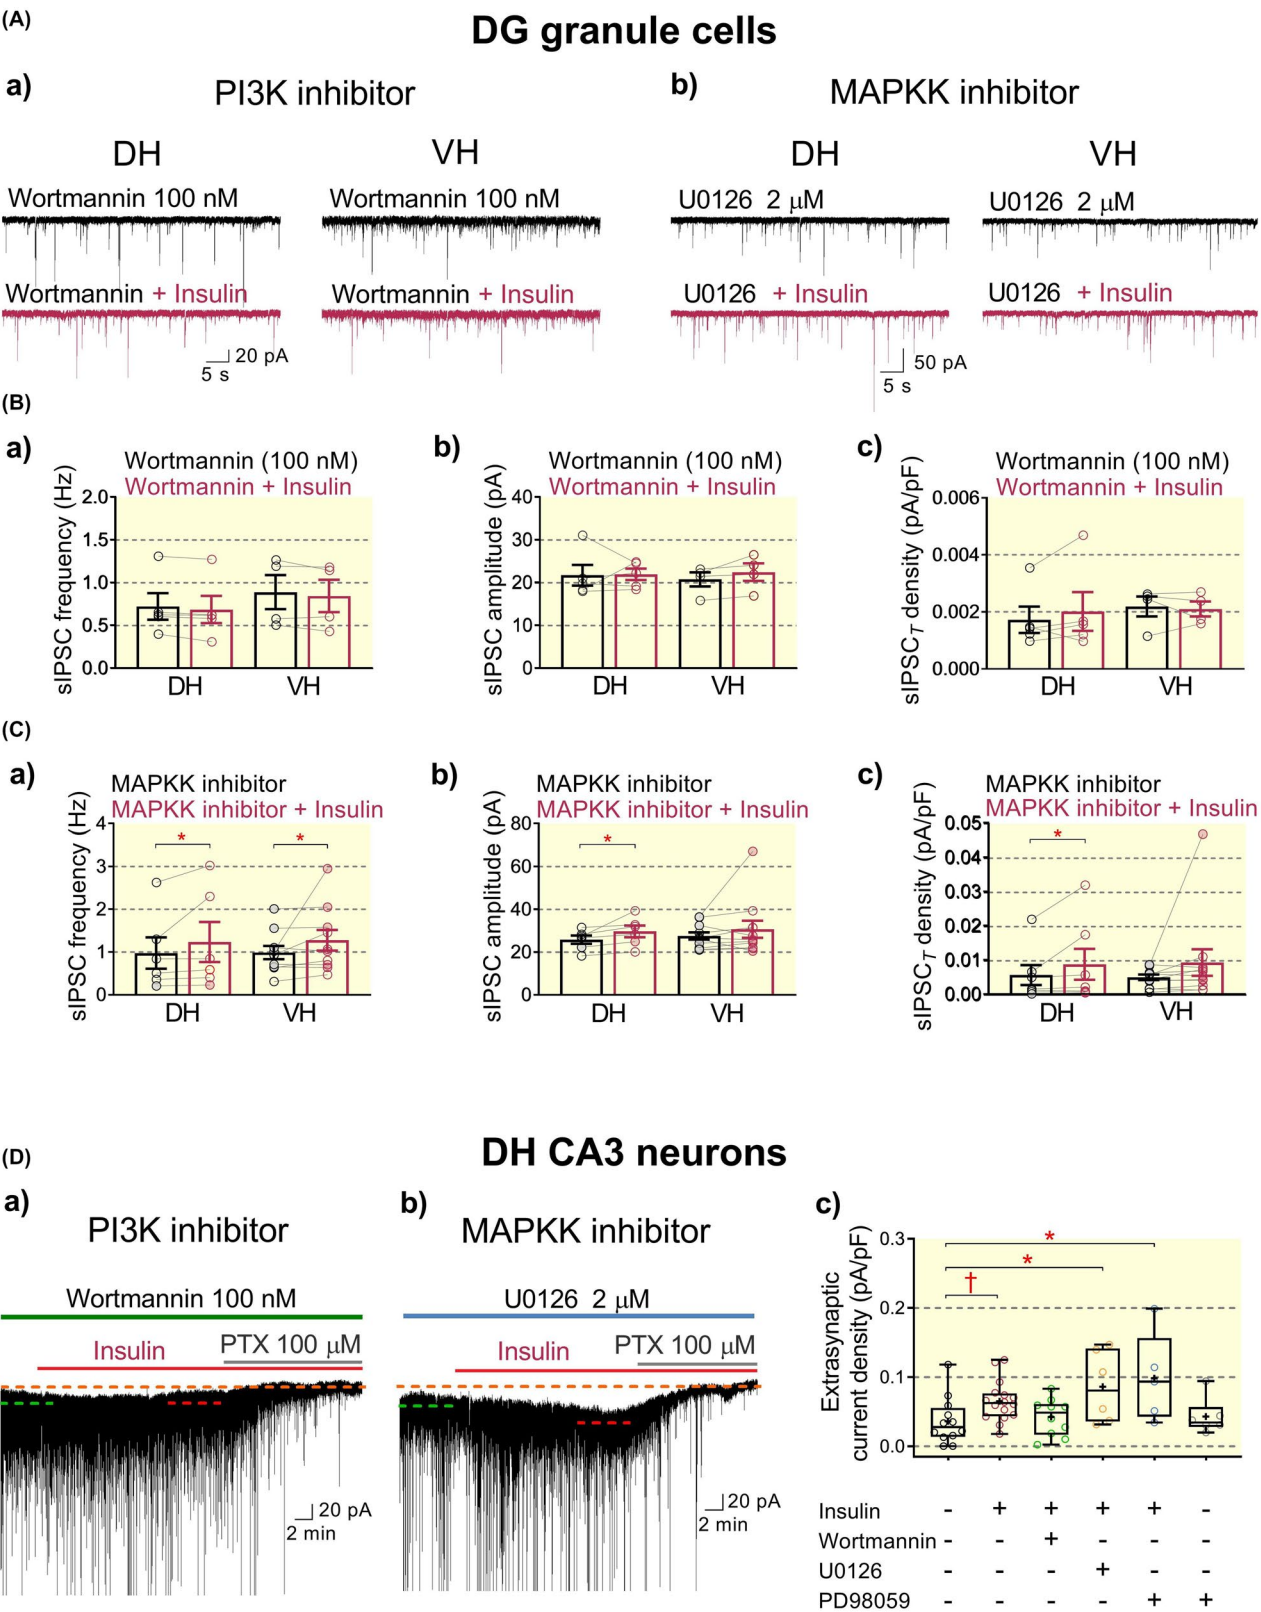 (A)
DG granule cells
a)
PI3K inhibitor
b)
MAPKK inhibitor
DH
VH
DH
VH
Wortmannin 100 nM
Wortmannin 100 nM
U0126 2 μM
U0126 2 μM
Wortmannin + Insulin
Wortmannin + Insulin
U0126 + Insulin
U0126 + Insulin
20 pA
5 s
50 pA
5 s
(B)
a)
Wortmannin (100 nM)
Wortmannin + Insulin
sIPSC frequency (Hz)
2.0
1.5
1.0
0.5
0.0
DH
VH
b)
Wortmannin (100 nM)
Wortmannin + Insulin
sIPSC amplitude (pA)
40
30
20
10
0
DH
VH
c)
Wortmannin (100 nM)
Wortmannin + Insulin
sIPSCT density (pA/pF)
0.006
0.004
0.002
0.000
DH
VH
(C)
a)
MAPKK inhibitor
MAPKK inhibitor + Insulin
sIPSC frequency (Hz)
4
3
2
1
0
*
*
DH
VH
b)
MAPKK inhibitor
MAPKK inhibitor + Insulin
sIPSC amplitude (pA)
80
60
40
20
0
*
DH
VH
c)
MAPKK inhibitor
MAPKK inhibitor + Insulin
sIPSCT density (pA/pF)
0.05
0.04
0.03
0.02
0.01
0.00
*
DH
VH
DH CA3 neurons
(D)
a)
PI3K inhibitor
Wortmannin 100 nM
Insulin
PTX 100 μM
20 pA
2 min
b)
MAPKK inhibitor
U0126 2 μM
Insulin
PTX 100 μM
20 pA
2 min
c)
Extrasynaptic
current density (pA/pF)
0.3
0.2
0.1
0.0
*
*
†
Insulin - + + + + -
Wortmannin - - + - - -
U0126 - - - + - -
PD98059 - - - - + +